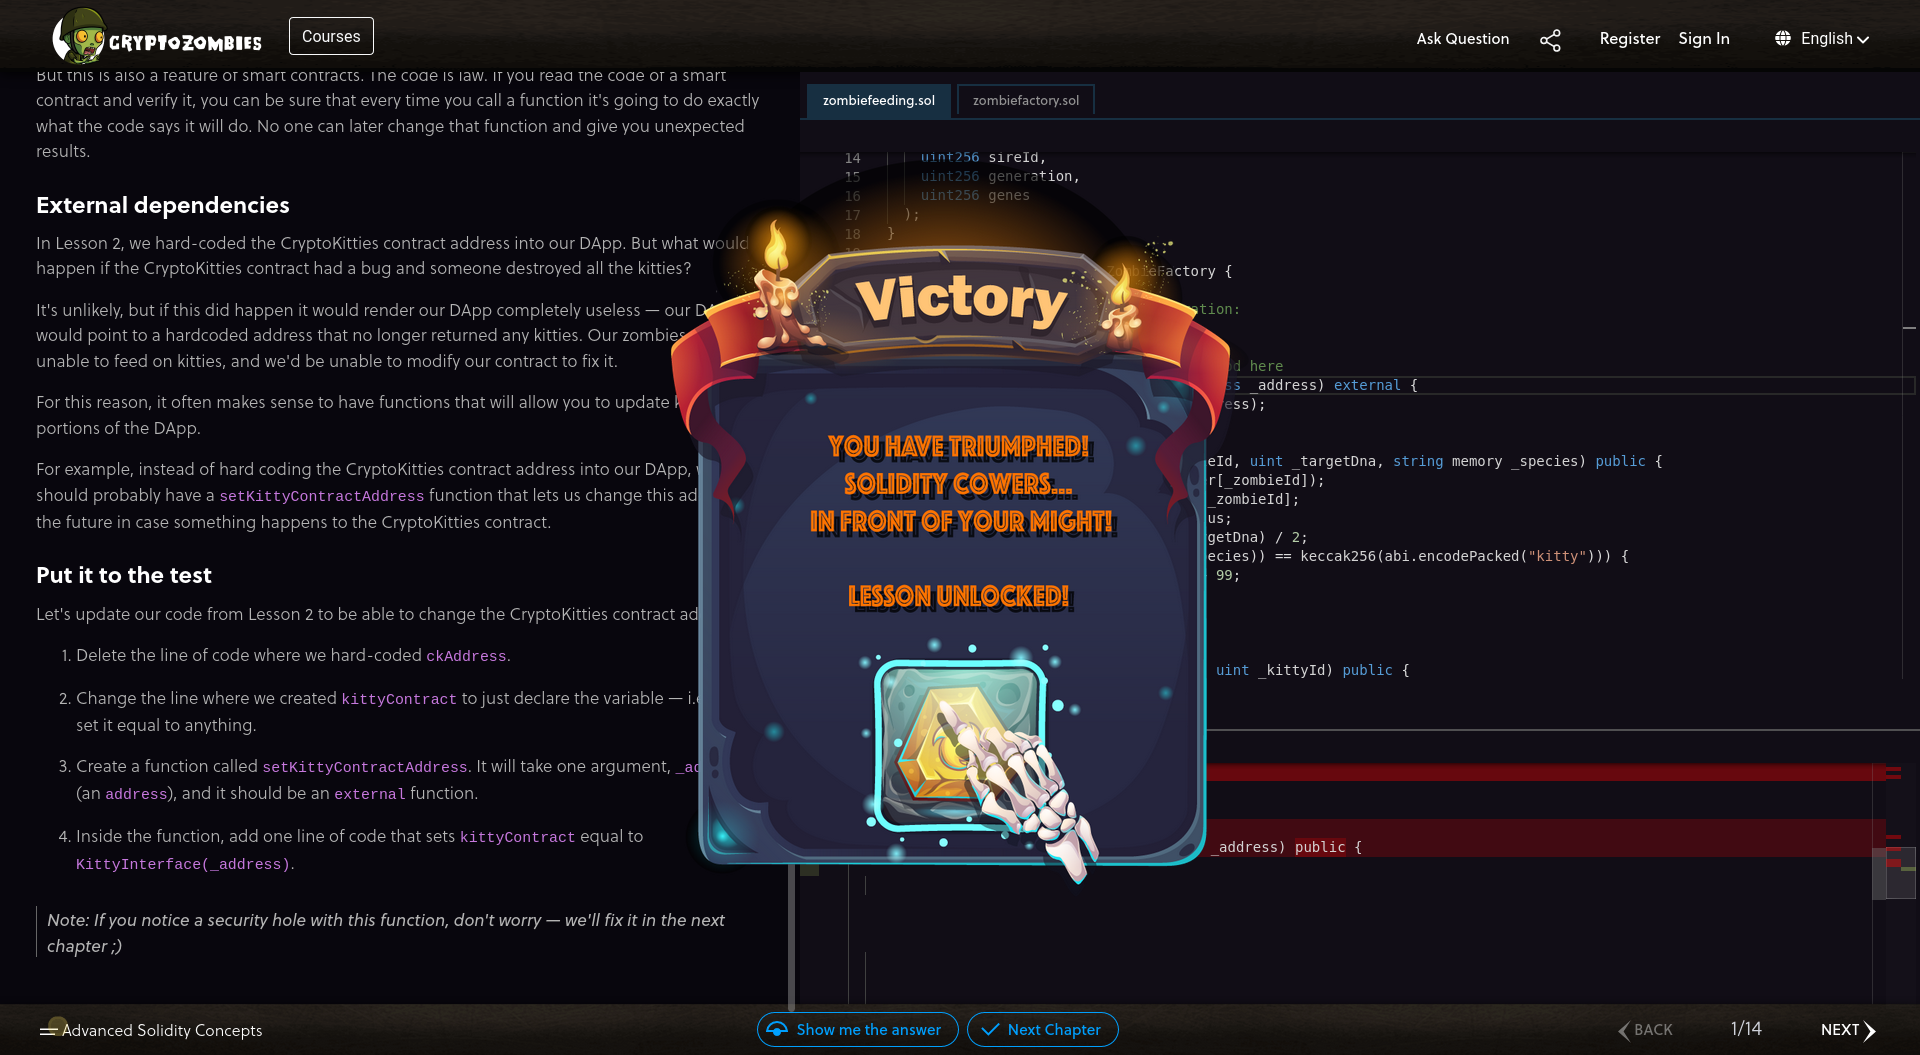 CRYPTOZOMBIES
Courses
Ask Question
Register
Sign In
English
But this is also a feature of smart contracts. The code is law. If you read the code of a smart
contract and verify it, you can be sure that every time you call a function it's going to do exactly
what the code says it will do. No one can later change that function and give you unexpected
results.
External dependencies
In Lesson 2, we hard-coded the CryptoKitties contract address into our DApp. But what would
happen if the CryptoKitties contract had a bug and someone destroyed all the kitties?
It's unlikely, but if this did happen it would render our DApp completely useless — our
would point to a hardcoded address that no longer returned any kitties. Our zombies
unable to feed on kitties, and we'd be unable to modify our contract to fix it.
For this reason, it often makes sense to have functions that will allow you to update
portions of the DApp.
For example, instead of hard coding the CryptoKitties contract address into our DApp,
should probably have a setKittyContractAddress function that lets us change this ad
the future in case something happens to the CryptoKitties contract.
Put it to the test
Let's update our code from Lesson 2 to be able to change the CryptoKitties contract ad
1. Delete the line of code where we hard-coded ckAddress.
2. Change the line where we created kittyContract to just declare the variable — i.e
set it equal to anything.
3. Create a function called setKittyContractAddress. It will take one argument, _ad
(an address), and it should be an external function.
4. Inside the function, add one line of code that sets kittyContract equal to
KittyInterface(_address).
Note: If you notice a security hole with this function, don't worry — we'll fix it in the next
chapter ;)
zombiefeeding.sol
zombiefactory.sol
14 uint256 sireId,
15 uint256 generation,
16 uint256 genes
17 );
18 }
ZombieFactory {
ation:
d here
ss _address) external {
ess);
eId, uint _targetDna, string memory _species) public {
r[_zombieId]);
_zombieId];
us;
getDna) / 2;
ecies)) == keccak256(abi.encodePacked("kitty"))) {
99;
uint _kittyId) public {
_address) public {
Victory
YOU HAVE TRIUMPHED!
SOLIDITY COWERS...
IN FRONT OF YOUR MIGHT!
LESSON UNLOCKED!
Advanced Solidity Concepts
Show me the answer
Next Chapter
BACK
1/14
NEXT